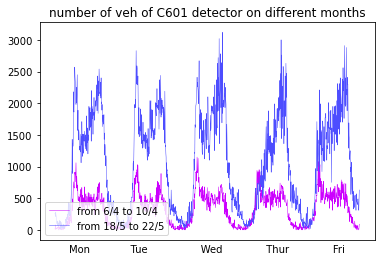 number of veh of C601 detector on different months
3000
2500
2000
1500
1000
500
0
from 6/4 to 10/4
from 18/5 to 22/5
Mon Tue Wed Thur Fri